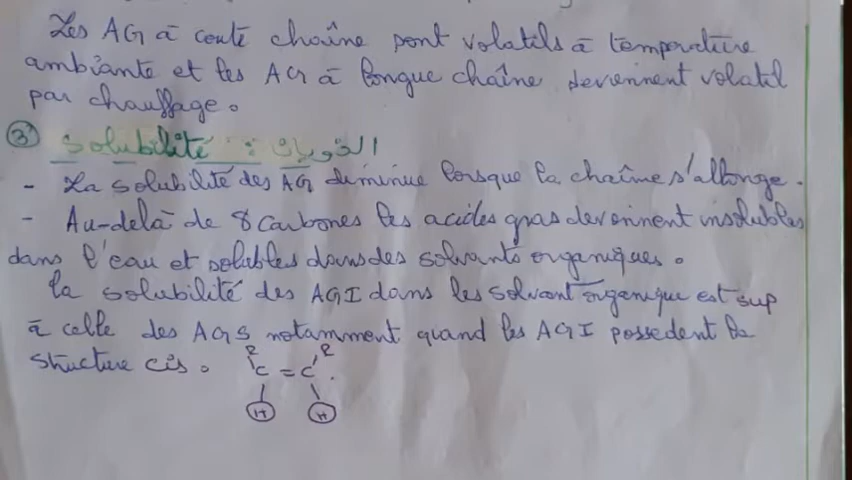 Les AG à courte chaîne sont volatils à température
ambiante et les AG à longue chaîne deviennent volatil
par chauffage.
3 Solubilité : الذوبان
- La solubilité des AG diminue lorsque la chaîne s'allonge.
- Au-delà de 8 carbones les acides gras deviennent insolubles
dans l'eau et solubles dans des solvants organiques.
la solubilité des AGI dans les solvant organique est sup
à celle des AGS notamment quand les AGI possedent la
structure cis.
R R
C = C
H H